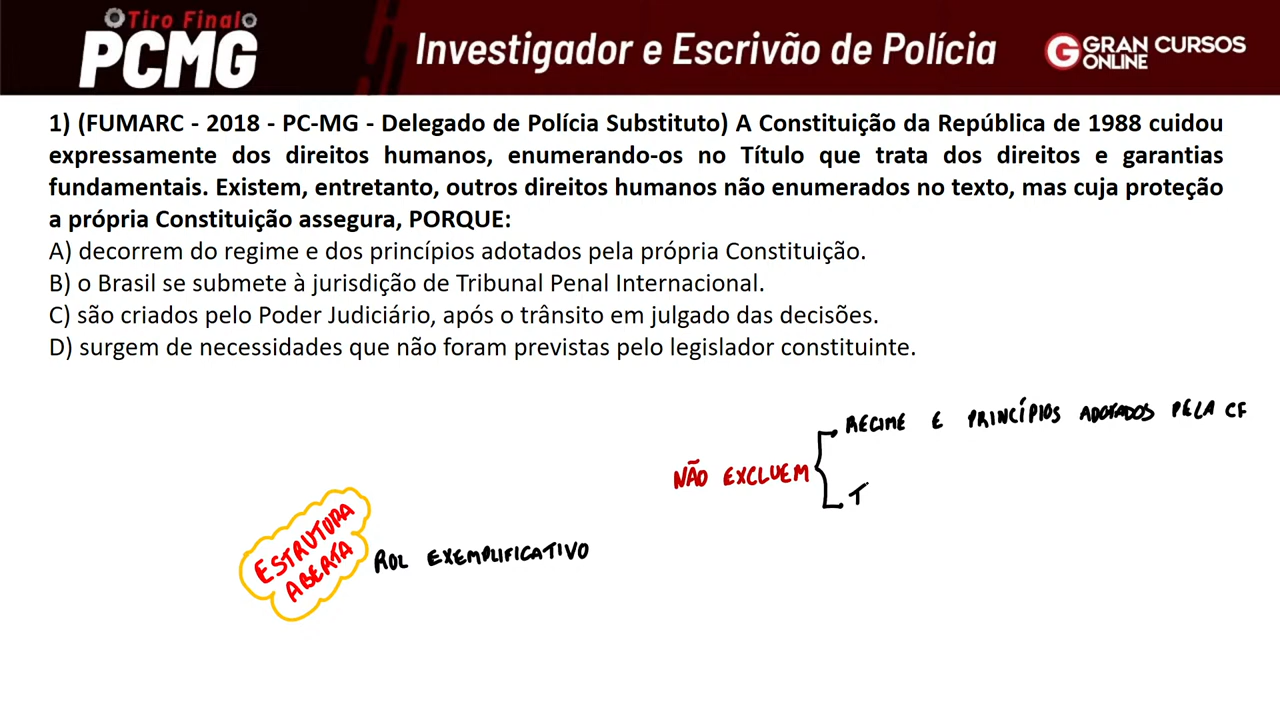 Tiro Final
PCMG
Investigador e Escrivão de Polícia
GRAN CURSOS
ONLINE
1) (FUMARC - 2018 - PC-MG - Delegado de Polícia Substituto) A Constituição da República de 1988 cuidou
expressamente dos direitos humanos, enumerando-os no Título que trata dos direitos e garantias
fundamentais. Existem, entretanto, outros direitos humanos não enumerados no texto, mas cuja proteção
a própria Constituição assegura, PORQUE:
A) decorrem do regime e dos princípios adotados pela própria Constituição.
B) o Brasil se submete à jurisdição de Tribunal Penal Internacional.
C) são criados pelo Poder Judiciário, após o trânsito em julgado das decisões.
D) surgem de necessidades que não foram previstas pelo legislador constituinte.
REGIME E PRINCÍPIOS ADOTADOS PELA CF
NÃO EXCLUEM
T
ESTRUTURA
ABERTA
ROL EXEMPLIFICATIVO